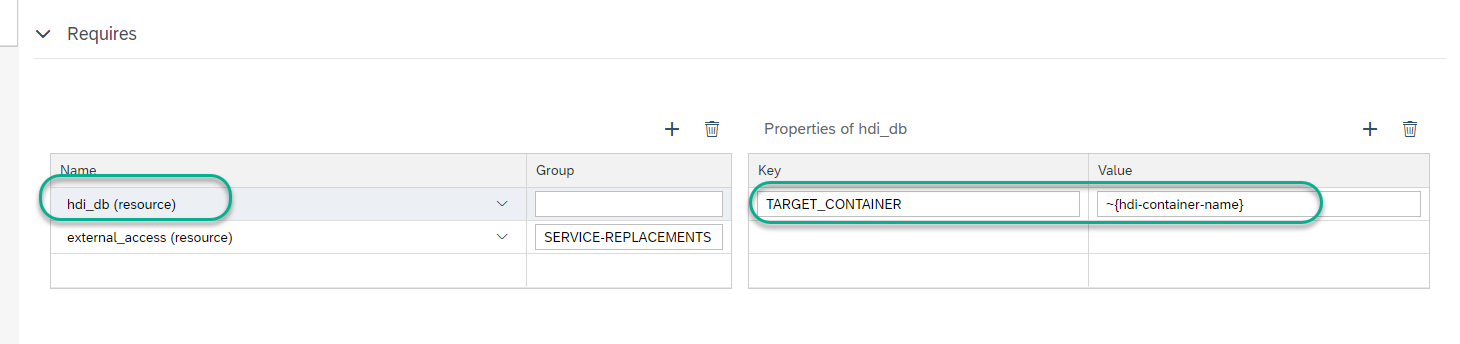 Requires
Properties of hdi_db
Name Group
Key Value
hdi_db (resource)
TARGET_CONTAINER ~{hdi-container-name}
external_access (resource) SERVICE-REPLACEMENTS